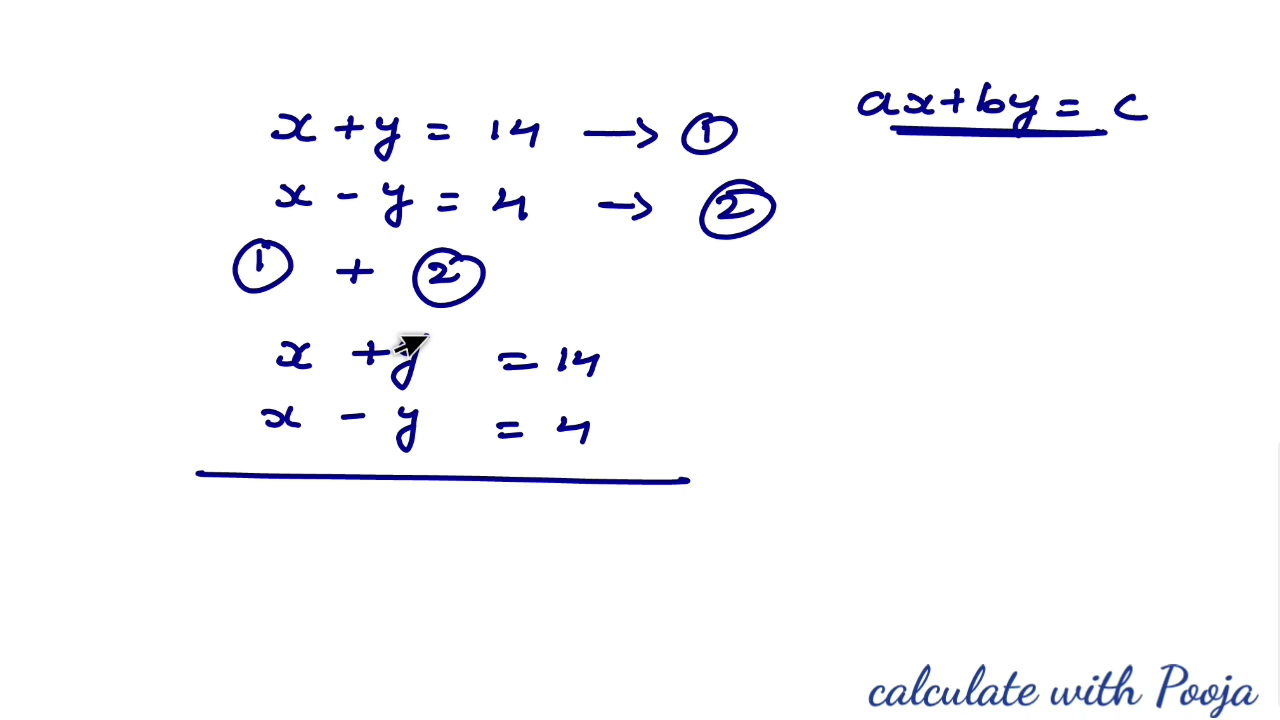 x + y = 14 → ①
ax + by = c
x - y = 4 → ②
① + ②
x + y = 14
x - y = 4
calculate with Pooja